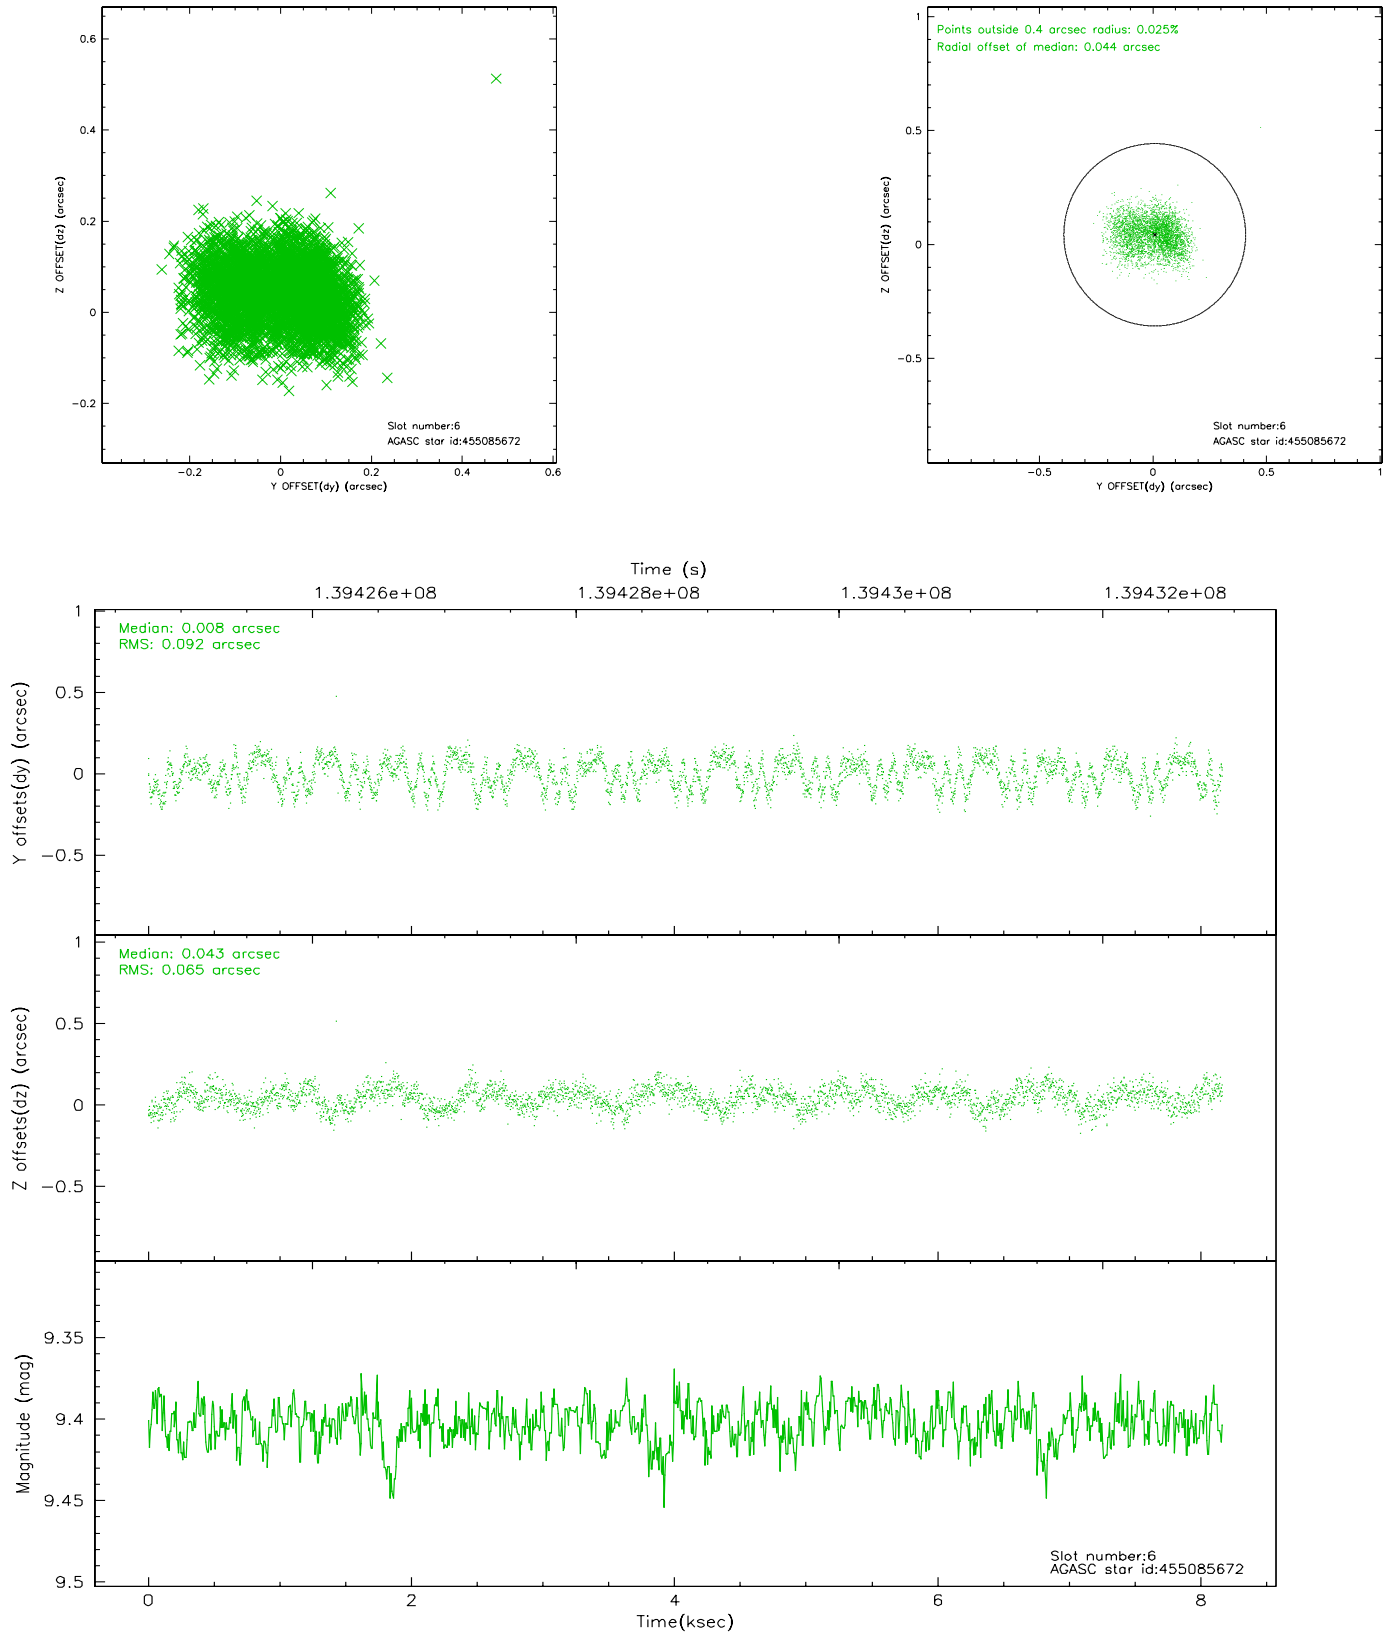 0.6
0.4
0.2
0
−0.2
−0.2
0
0.2
0.4
0.6
Z OFFSET(dz) (arcsec)
Y OFFSET(dy) (arcsec)
Slot number:6
AGASC star id:455085672
Points outside 0.4 arcsec radius: 0.025%
Radial offset of median: 0.044 arcsec
1
0.5
0
−0.5
−0.5
0
0.5
1
Z OFFSET(dz) (arcsec)
Y OFFSET(dy) (arcsec)
Slot number:6
AGASC star id:455085672
Time (s)
1.39426e+08
1.39428e+08
1.3943e+08
1.39432e+08
Median: 0.008 arcsec
RMS: 0.092 arcsec
1
0.5
0
−0.5
Y offsets(dy) (arcsec)
Median: 0.043 arcsec
RMS: 0.065 arcsec
1
0.5
0
−0.5
Z offsets(dz) (arcsec)
9.35
9.4
9.45
9.5
Magnitude (mag)
Slot number:6
AGASC star id:455085672
0
2
4
6
8
Time(ksec)